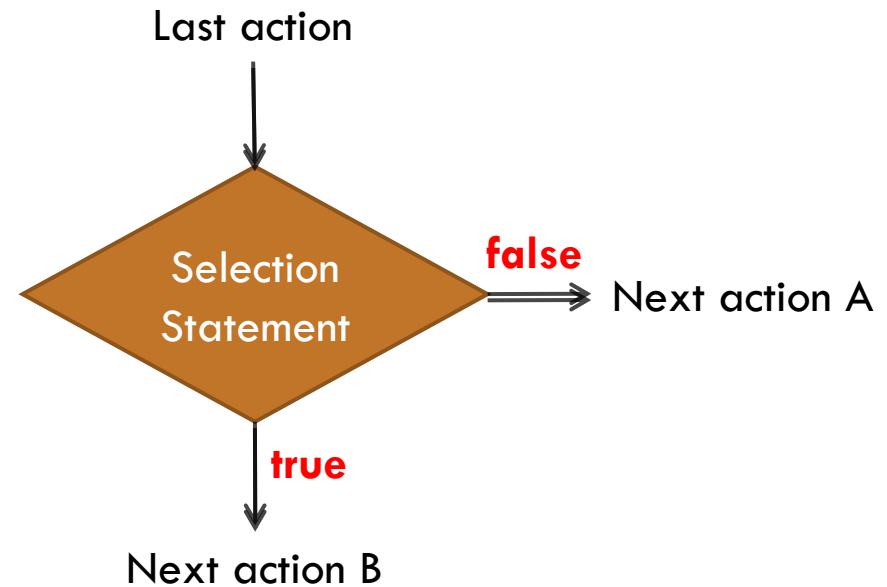 Last action
Selection
Statement
false
Next action A
true
Next action B